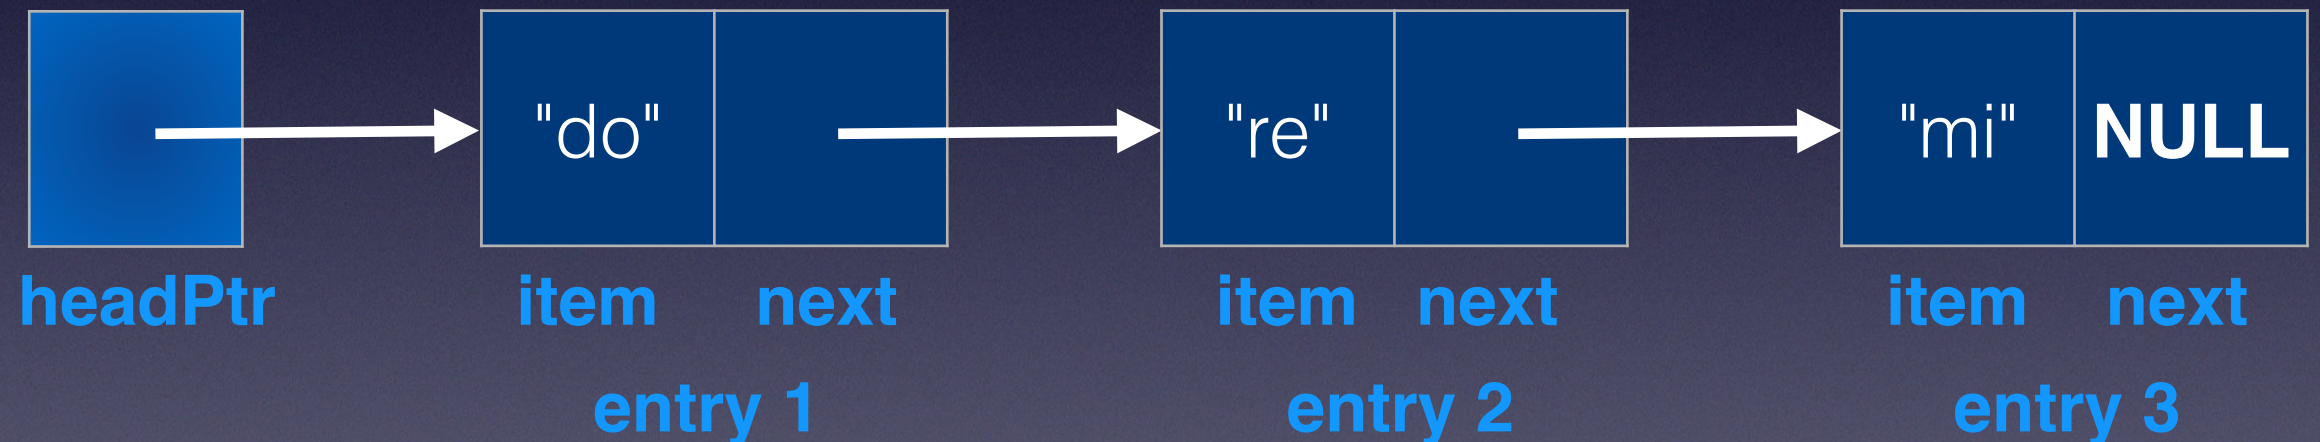 "do" "re" "mi" NULL
headPtr item next item next item next
entry 1 entry 2 entry 3